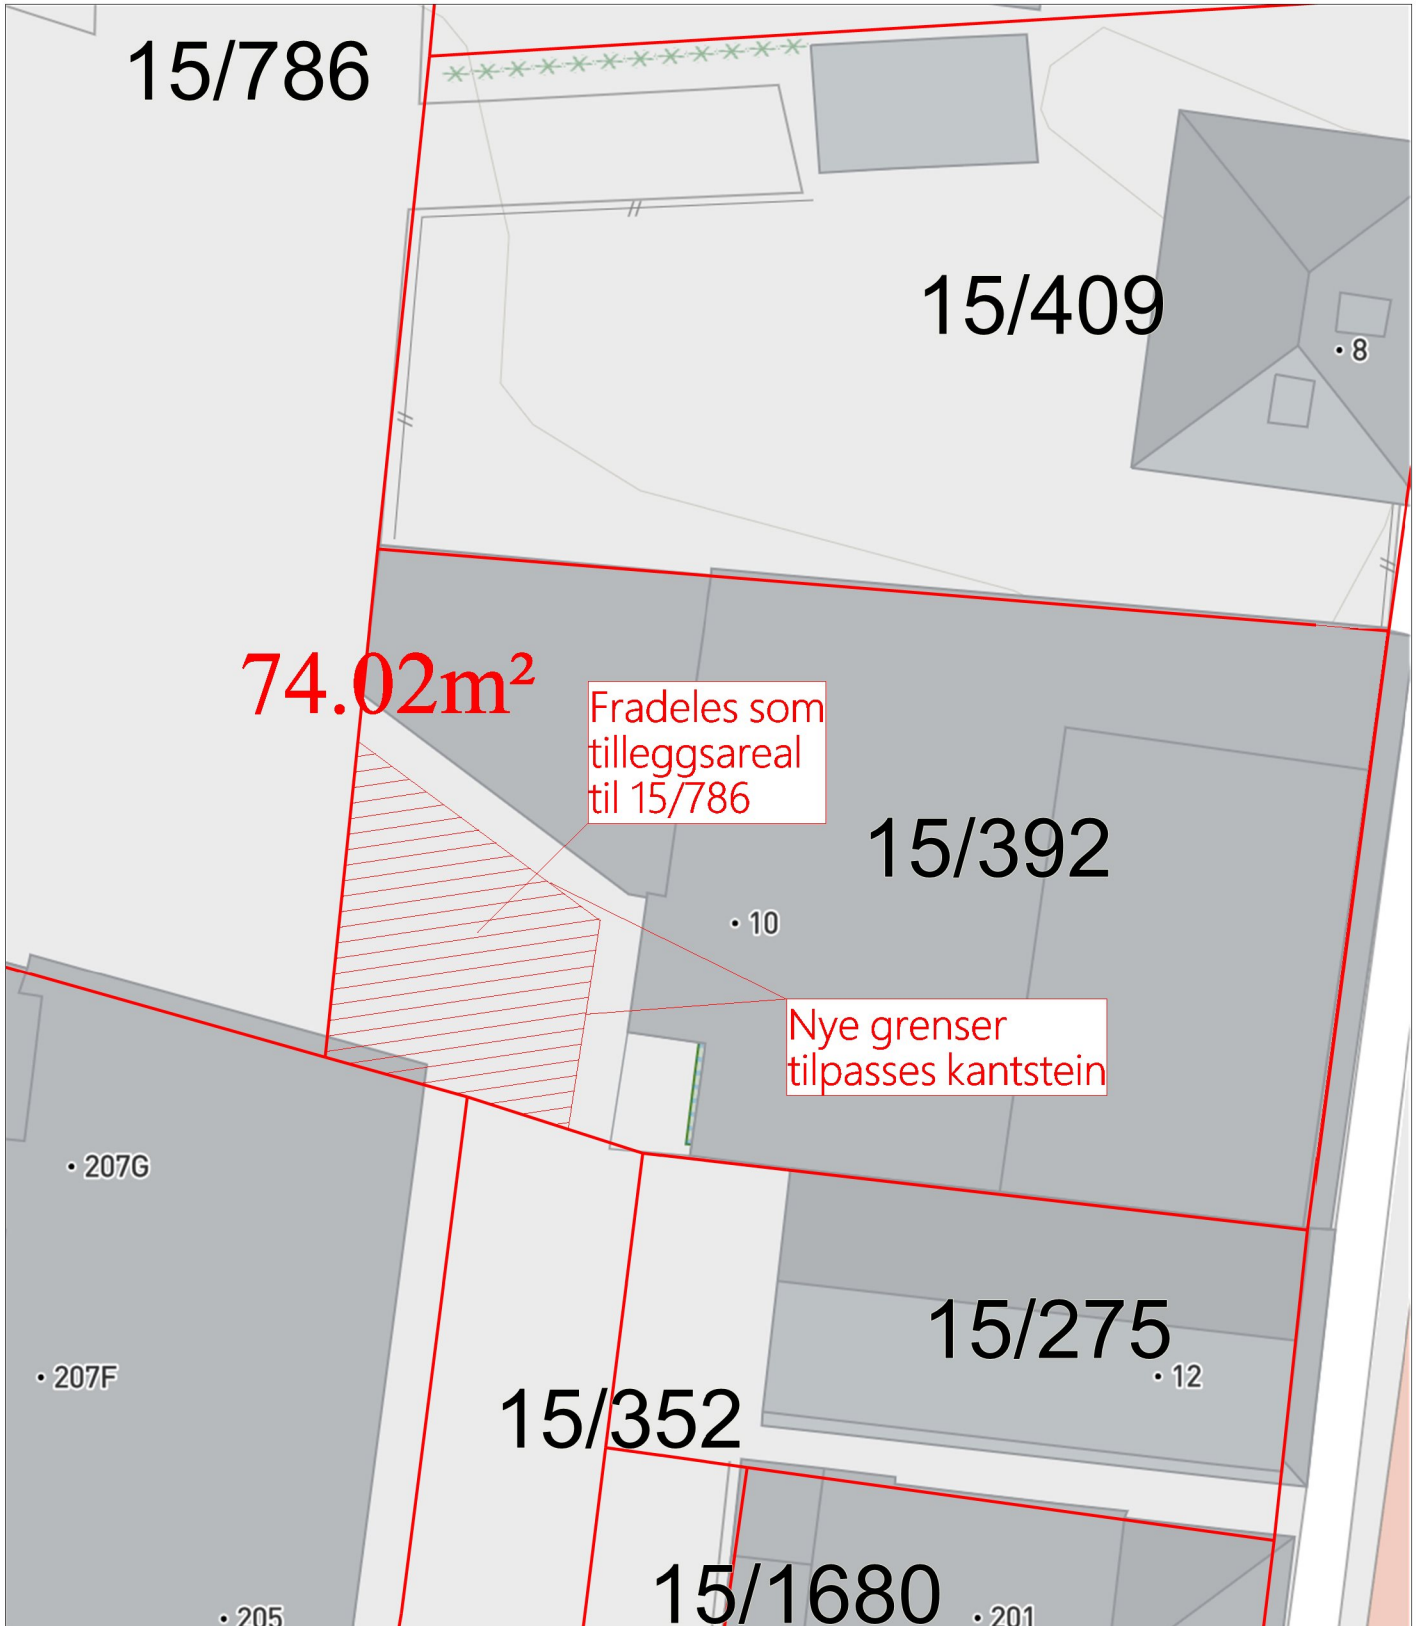 15/786
15/409
8
74.02m²
Fradeles som
tilleggsareal
til 15/786
15/392
10
Nye grenser
tilpasses kantstein
207G
15/275
12
207F
15/352
15/1680
205
201